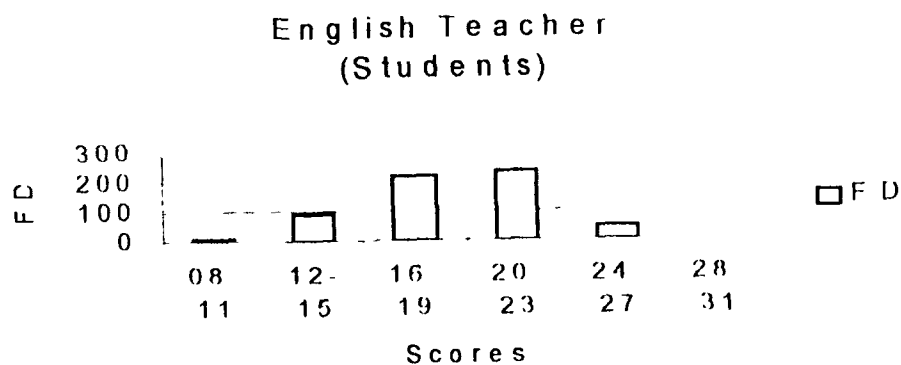 English Teacher
(Students)
300
200
100
0
FD
FD
08 12- 16 20 24 28
11 15 19 23 27 31
Scores